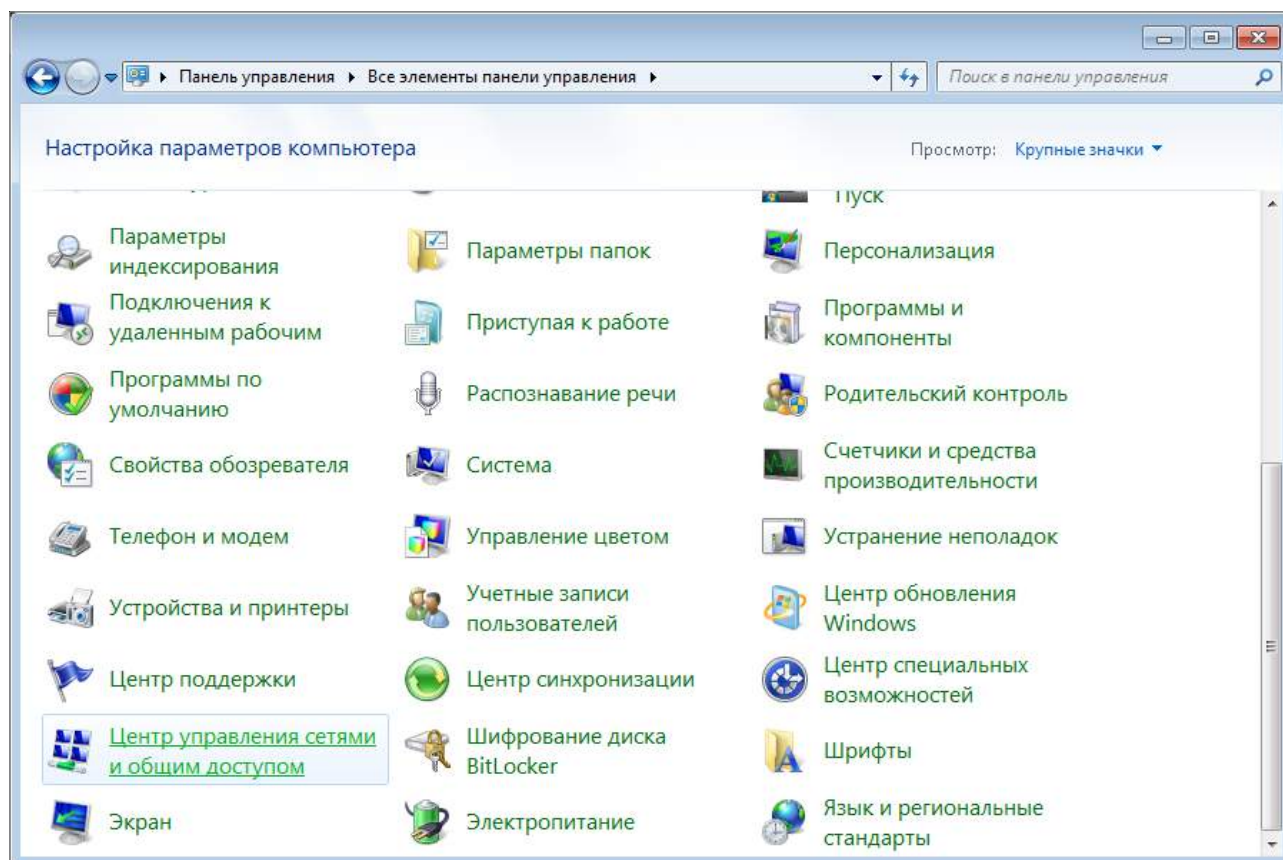 Панель управления Все элементы панели управления
Поиск в панели управления
Настройка параметров компьютера
Просмотр: Крупные значки
Пуск
Параметры
индексирования
Параметры папок
Персонализация
Подключения к
удаленным рабочим
Приступая к работе
Программы и
компоненты
Программы по
умолчанию
Распознавание речи
Родительский контроль
Свойства обозревателя
Система
Счетчики и средства
производительности
Телефон и модем
Управление цветом
Устранение неполадок
Устройства и принтеры
Учетные записи
пользователей
Центр обновления
Windows
Центр поддержки
Центр синхронизации
Центр специальных
возможностей
Центр управления сетями
и общим доступом
Шифрование диска
BitLocker
Шрифты
Экран
Электропитание
Язык и региональные
стандарты